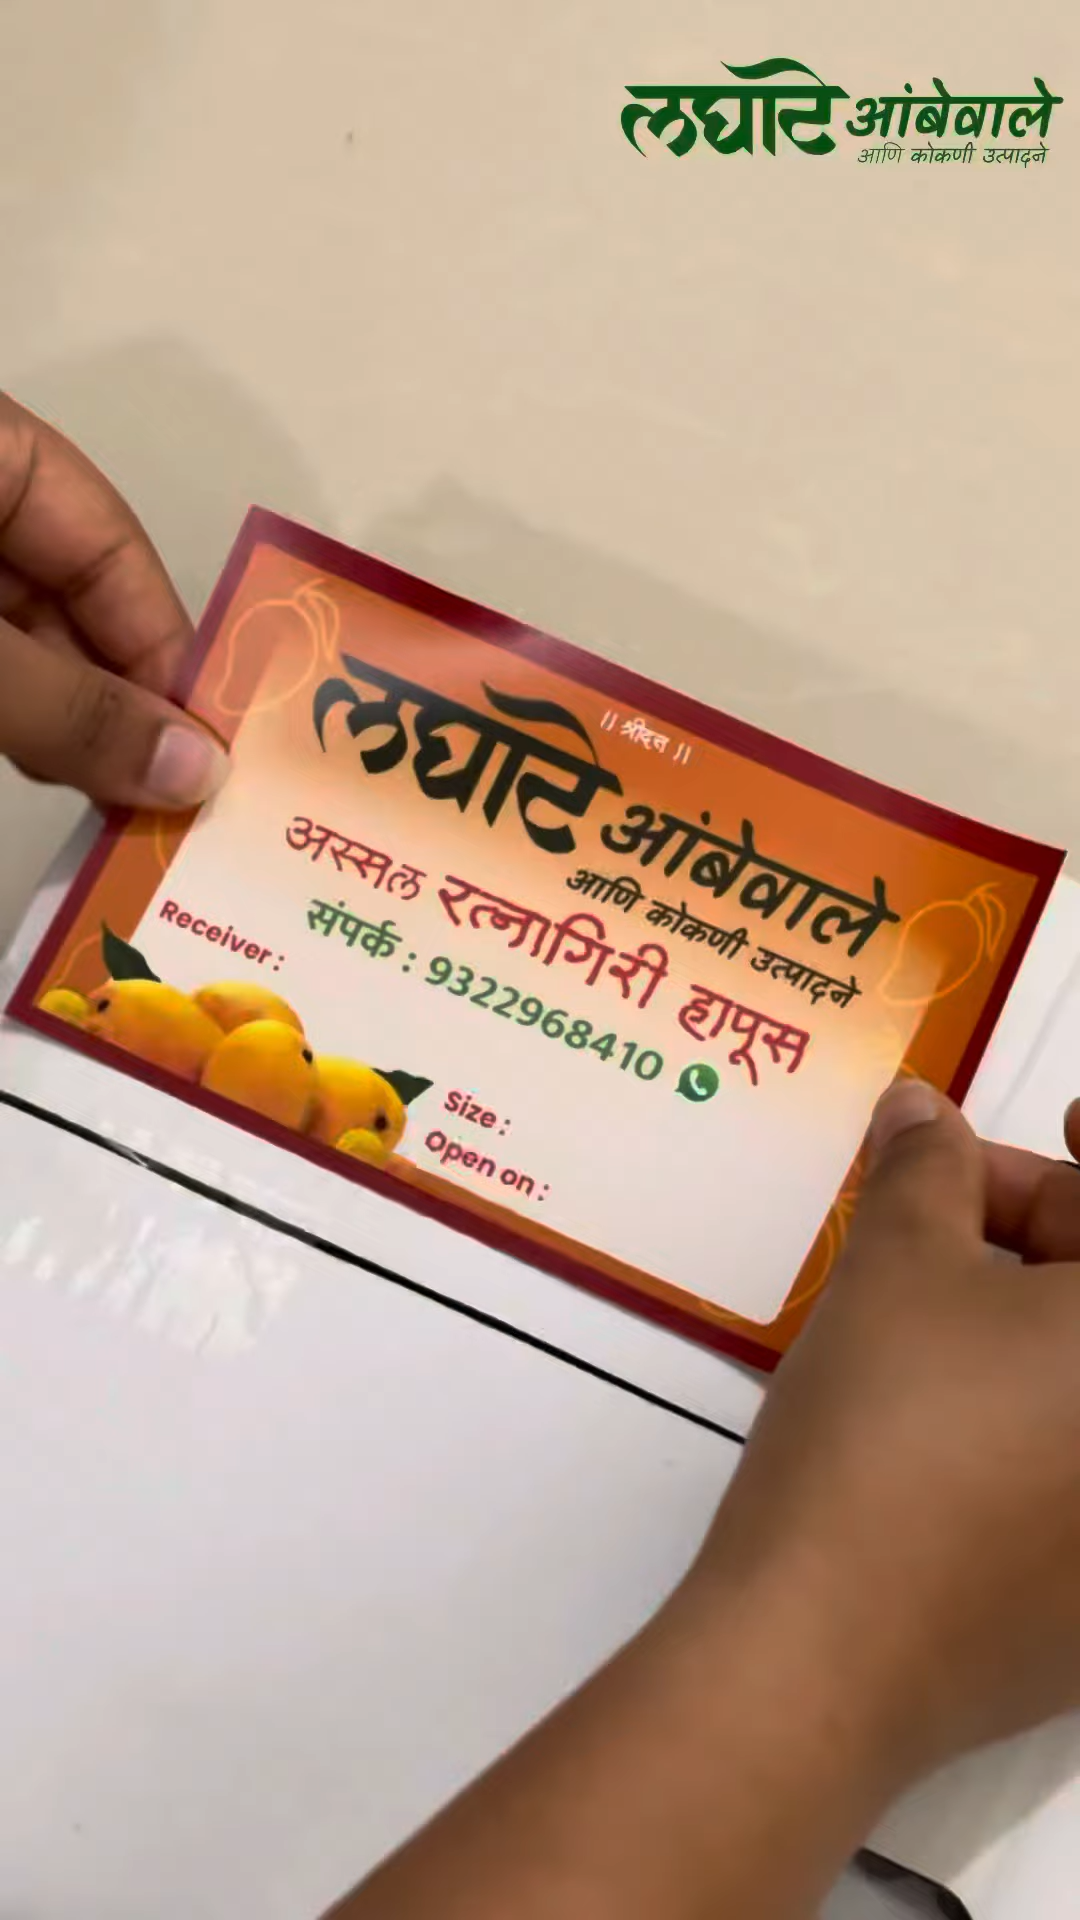 लघाटे आंबेवाले
आणि कोकणी उत्पादने
|| श्रीदत्त ||
लघाटे आंबेवाले
आणि कोकणी उत्पादने
अस्सल रत्नागिरी हापूस
संपर्क : 9322968410
Receiver :
Size :
Open on :